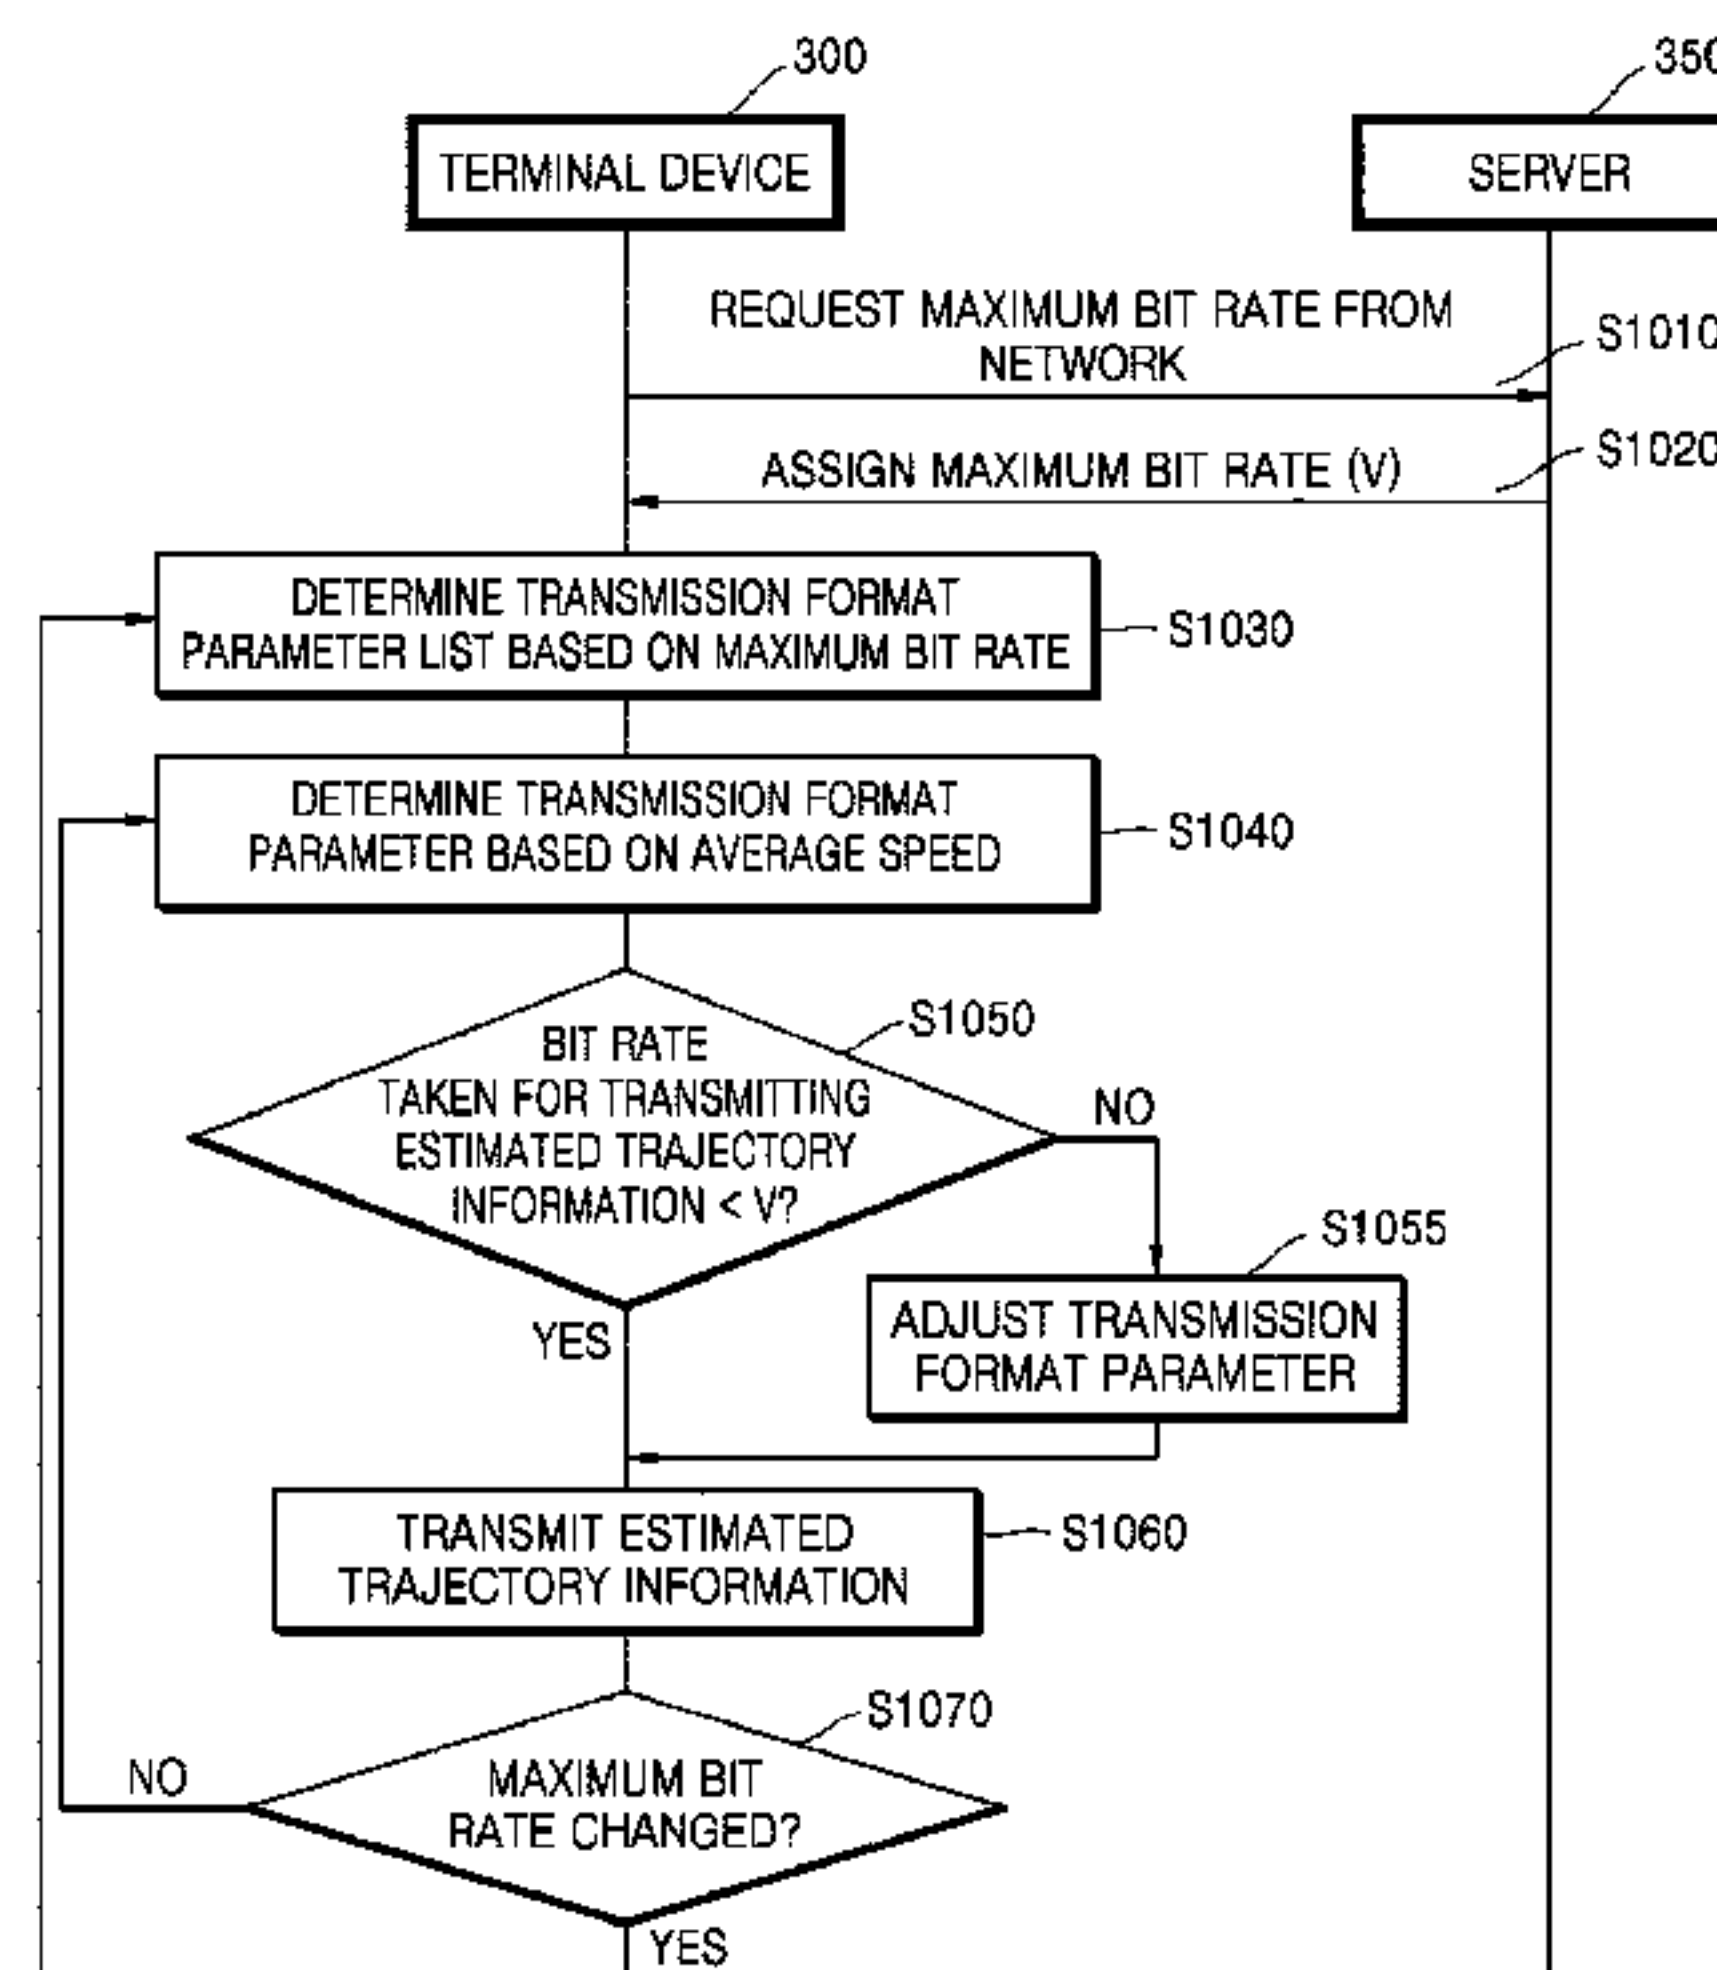 300
350
TERMINAL DEVICE
SERVER
REQUEST MAXIMUM BIT RATE FROM
NETWORK
S1010
ASSIGN MAXIMUM BIT RATE (V)
S1020
DETERMINE TRANSMISSION FORMAT
PARAMETER LIST BASED ON MAXIMUM BIT RATE
S1030
DETERMINE TRANSMISSION FORMAT
PARAMETER BASED ON AVERAGE SPEED
S1040
S1050
BIT RATE
TAKEN FOR TRANSMITTING
ESTIMATED TRAJECTORY
INFORMATION < V?
NO
YES
S1055
ADJUST TRANSMISSION
FORMAT PARAMETER
TRANSMIT ESTIMATED
TRAJECTORY INFORMATION
S1060
S1070
MAXIMUM BIT
RATE CHANGED?
NO
YES